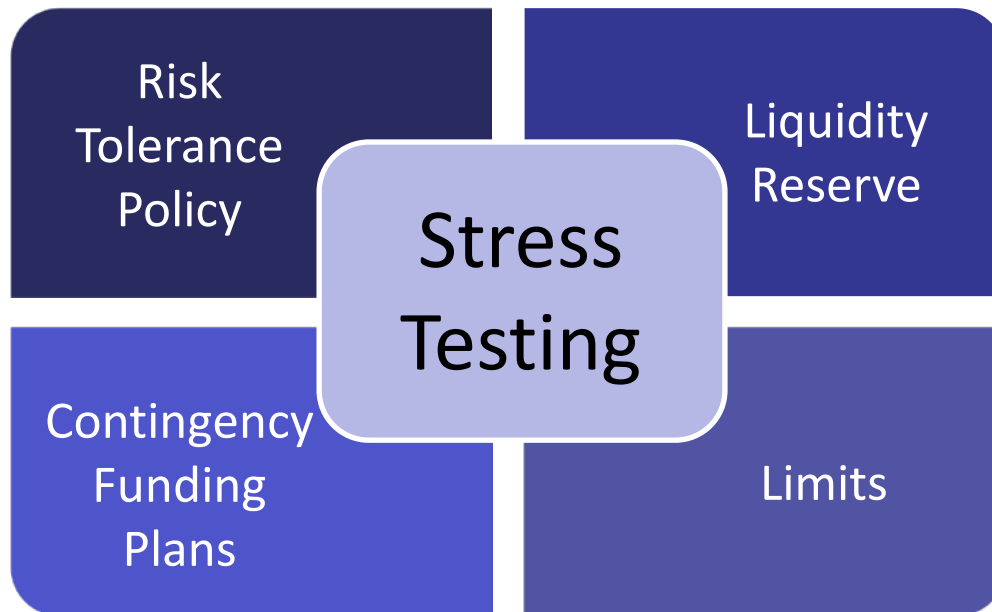 Risk
Tolerance
Policy
Liquidity
Reserve
Stress
Testing
Contingency
Funding
Plans
Limits